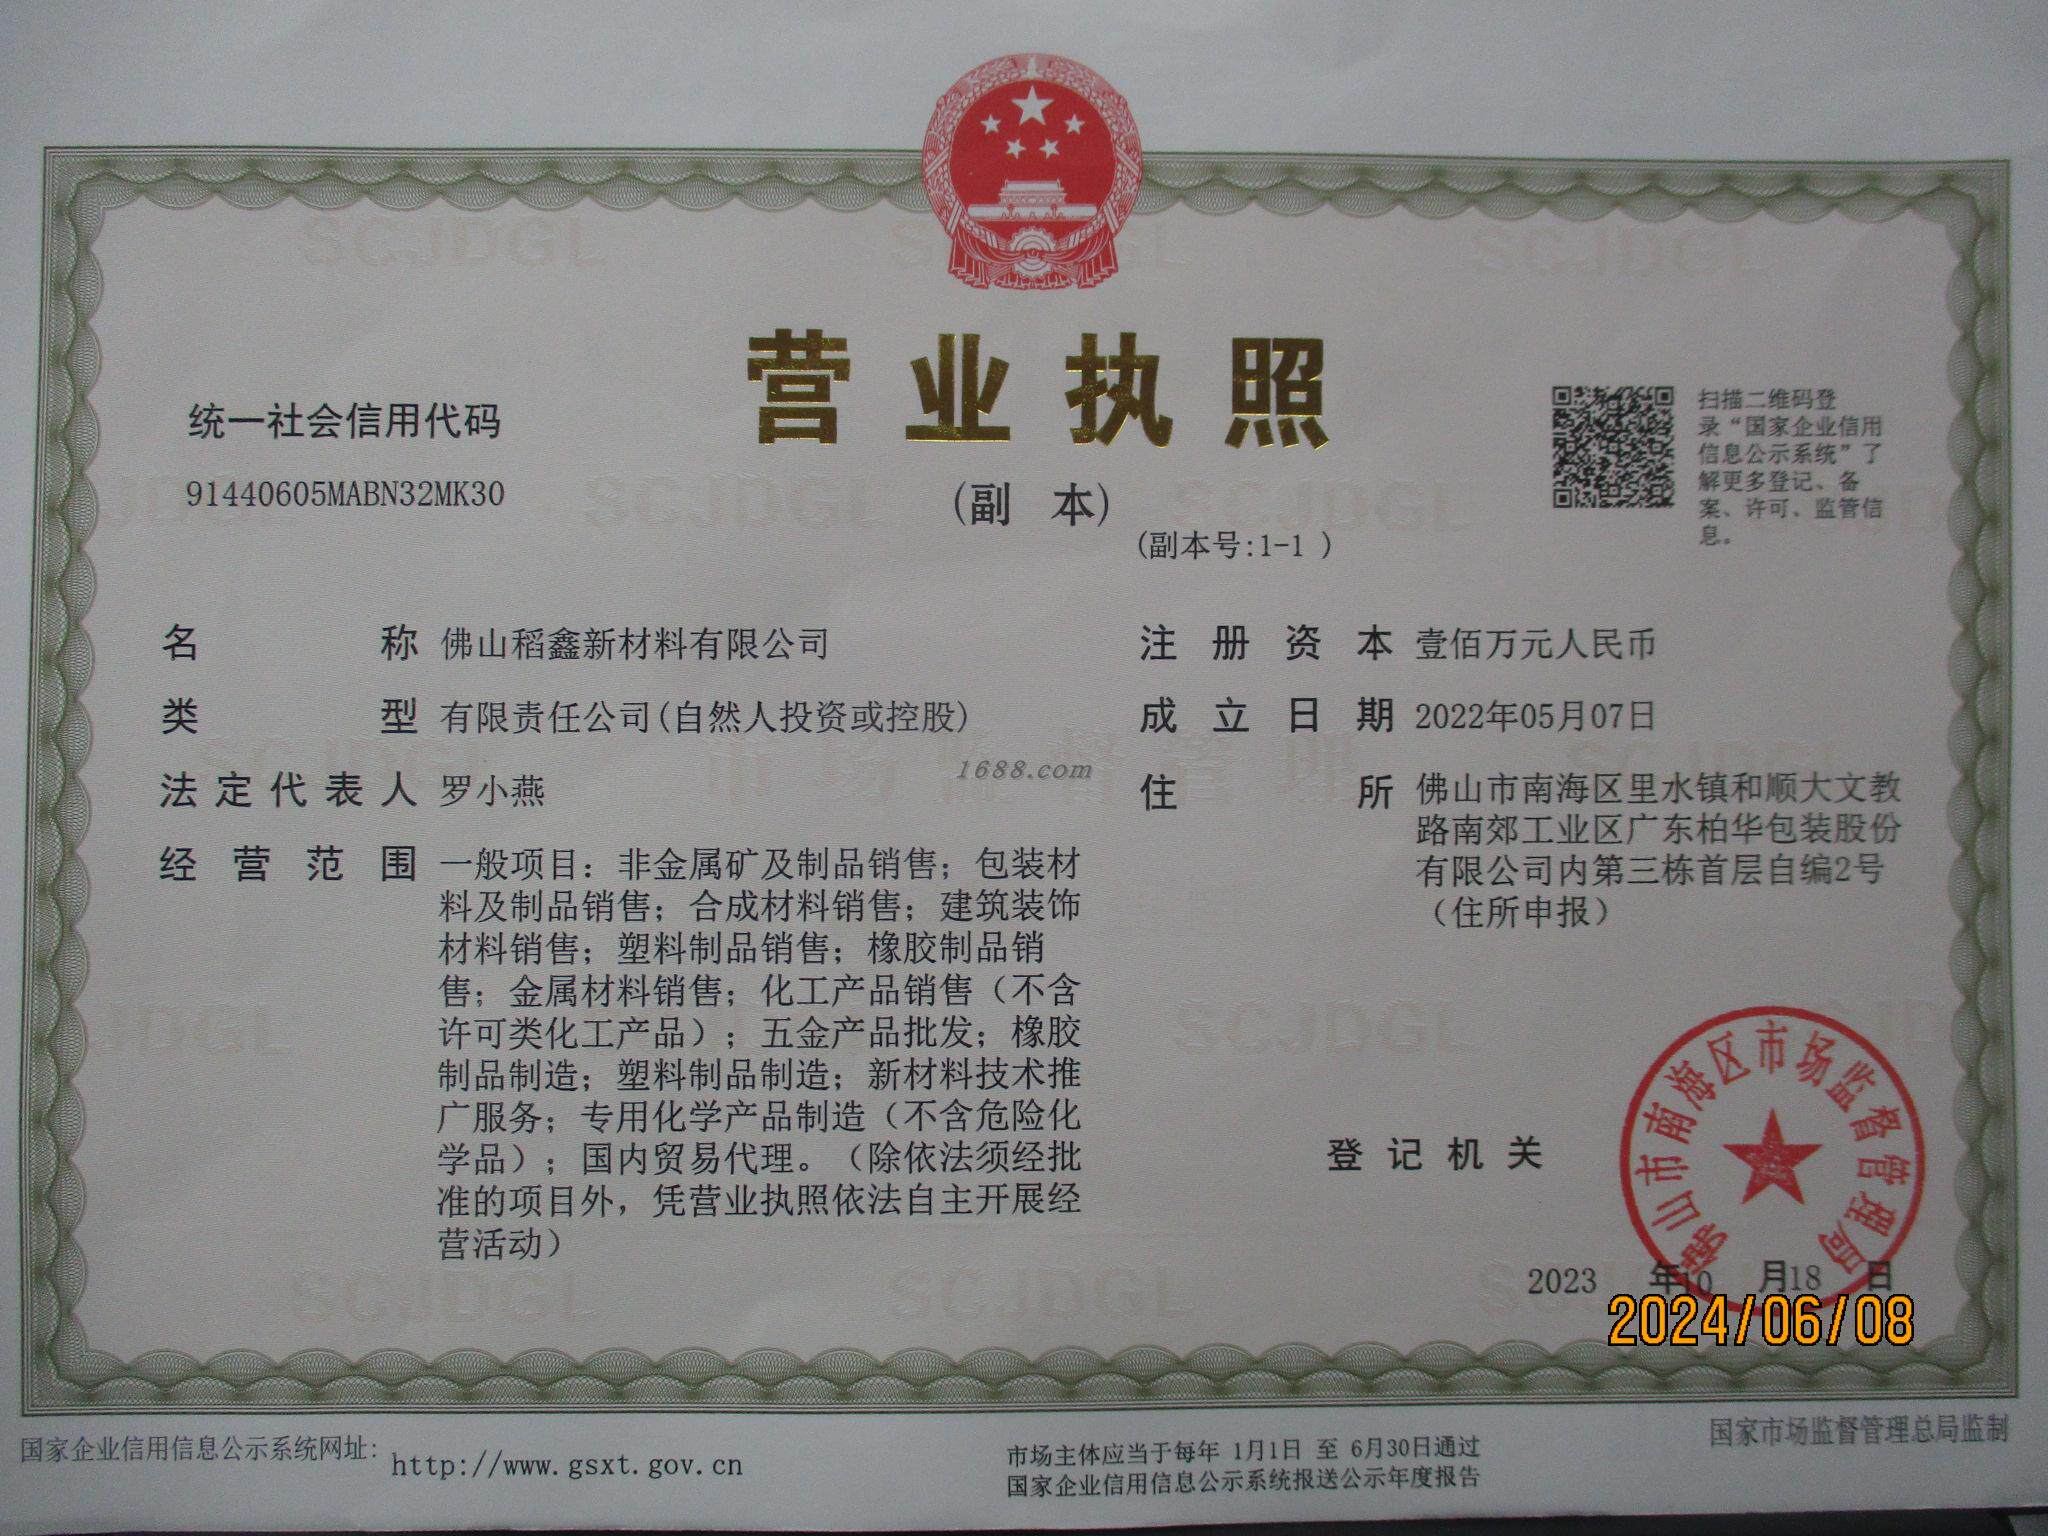 营业执照
(副 本)
(副本号:1-1 )
统一社会信用代码
91440605MABN32MK30
扫描二维码登
录“国家企业信用
信息公示系统”了
解更多登记、备
案、许可、监管信
息。
名称 佛山稻鑫新材料有限公司
类型 有限责任公司(自然人投资或控股)
法定代表人 罗小燕
经营范围 一般项目：非金属矿及制品销售；包装材
料及制品销售；合成材料销售；建筑装饰
材料销售；塑料制品销售；橡胶制品销
售；金属材料销售；化工产品销售（不含
许可类化工产品）；五金产品批发；橡胶
制品制造；塑料制品制造；新材料技术推
广服务；专用化学产品制造（不含危险化
学品）；国内贸易代理。（除依法须经批
准的项目外，凭营业执照依法自主开展经
营活动）
注册资本 壹佰万元人民币
成立日期 2022年05月07日
住所 佛山市南海区里水镇和顺大文教
路南郊工业区广东柏华包装股份
有限公司内第三栋首层自编2号
（住所申报）
1688.com
登记机关
佛山市南海区市场监督管理局
2023 年10 月18 日
2024/06/08
国家企业信用信息公示系统网址: http://www.gsxt.gov.cn
市场主体应当于每年 1月1日 至 6月30日通过
国家企业信用信息公示系统报送公示年度报告
国家市场监督管理总局监制
SCJDGL
市场监督管理